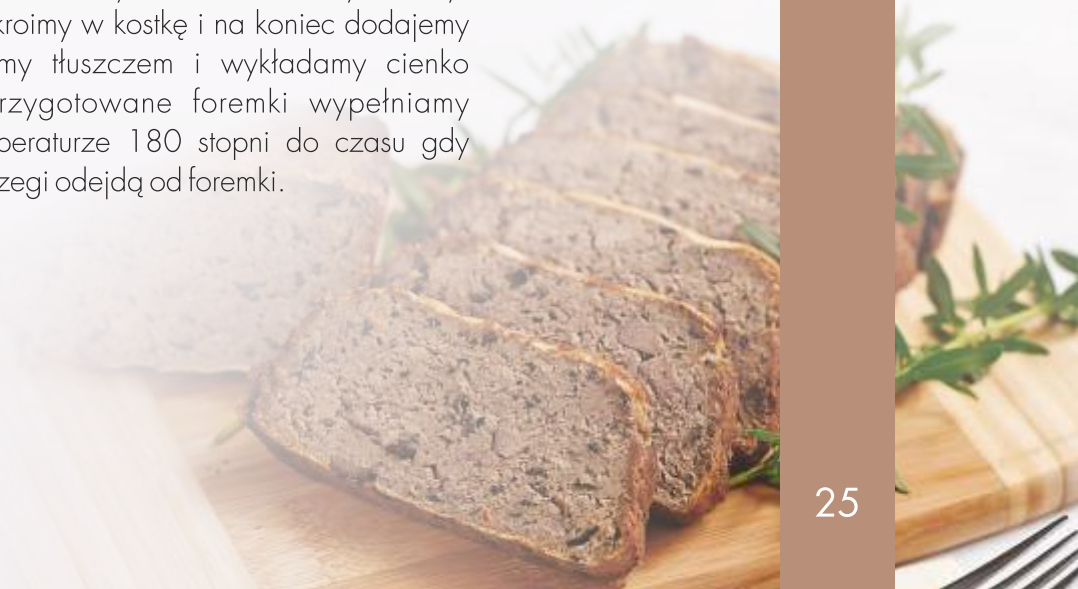 kroimy w kostkę i na koniec dodajemy
my tłuszczem i wykładamy cienko
rzygotowane foremki wypełniamy
peraturze 180 stopni do czasu gdy
zegi odejdą od foremki.
25